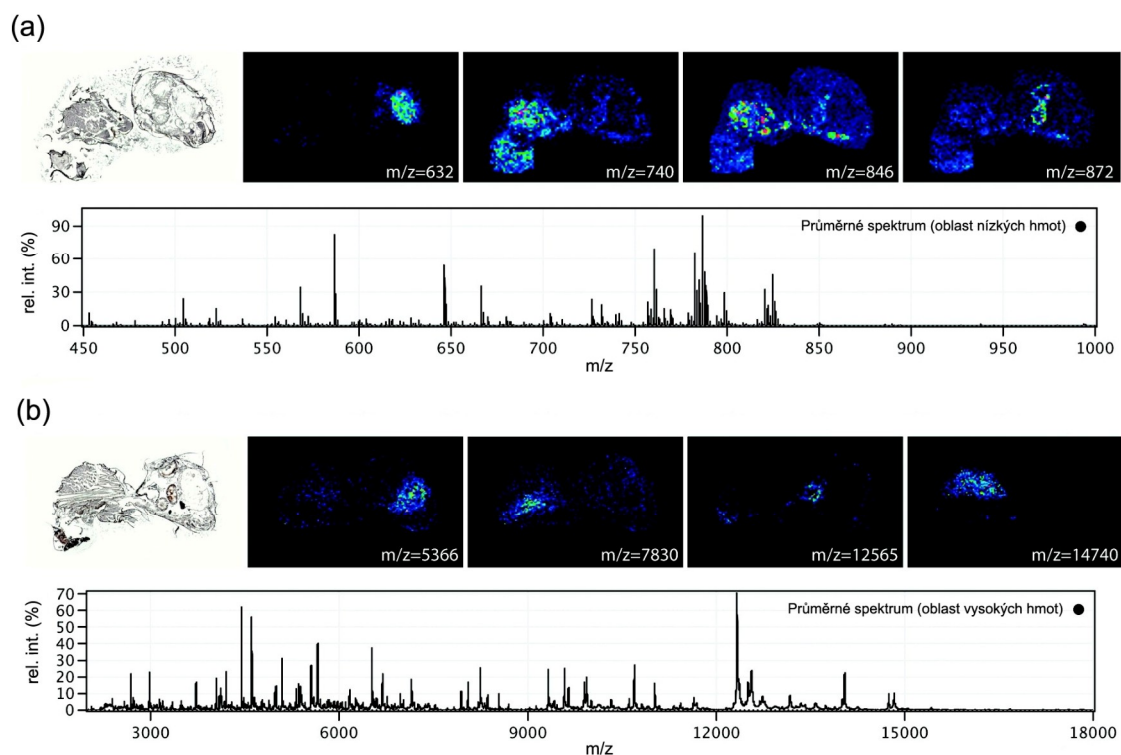 (a)
m/z=632
m/z=740
m/z=846
m/z=872
rel. int. (%)
90
60
30
0
Průměrné spektrum (oblast nízkých hmot)
450 500 550 600 650 700 750 800 850 900 950 1000
m/z
(b)
m/z=5366
m/z=7830
m/z=12565
m/z=14740
rel. int. (%)
70
60
50
40
30
20
10
0
Průměrné spektrum (oblast vysokých hmot)
3000 6000 9000 12000 15000 18000
m/z